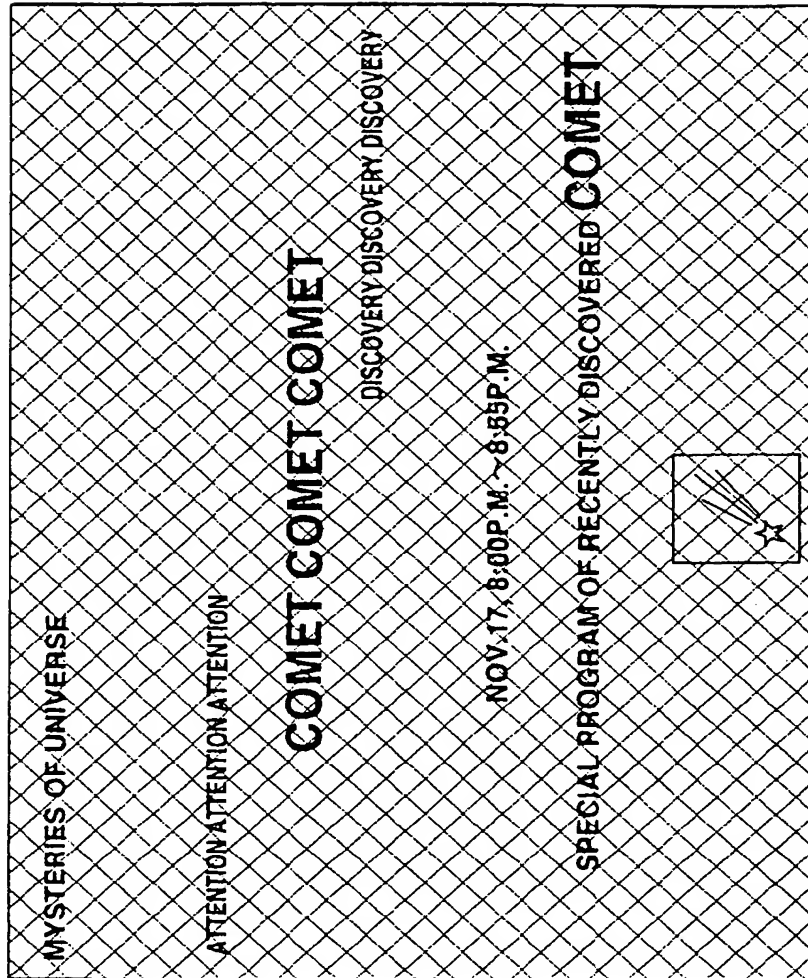 MYSTERIES OF UNIVERSE
ATTENTION ATTENTION ATTENTION
COMET COMET COMET
DISCOVERY DISCOVERY DISCOVERY
NOV.17, 8:00P.M.~8:55P.M.
SPECIAL PROGRAM OF RECENTLY DISCOVERED COMET